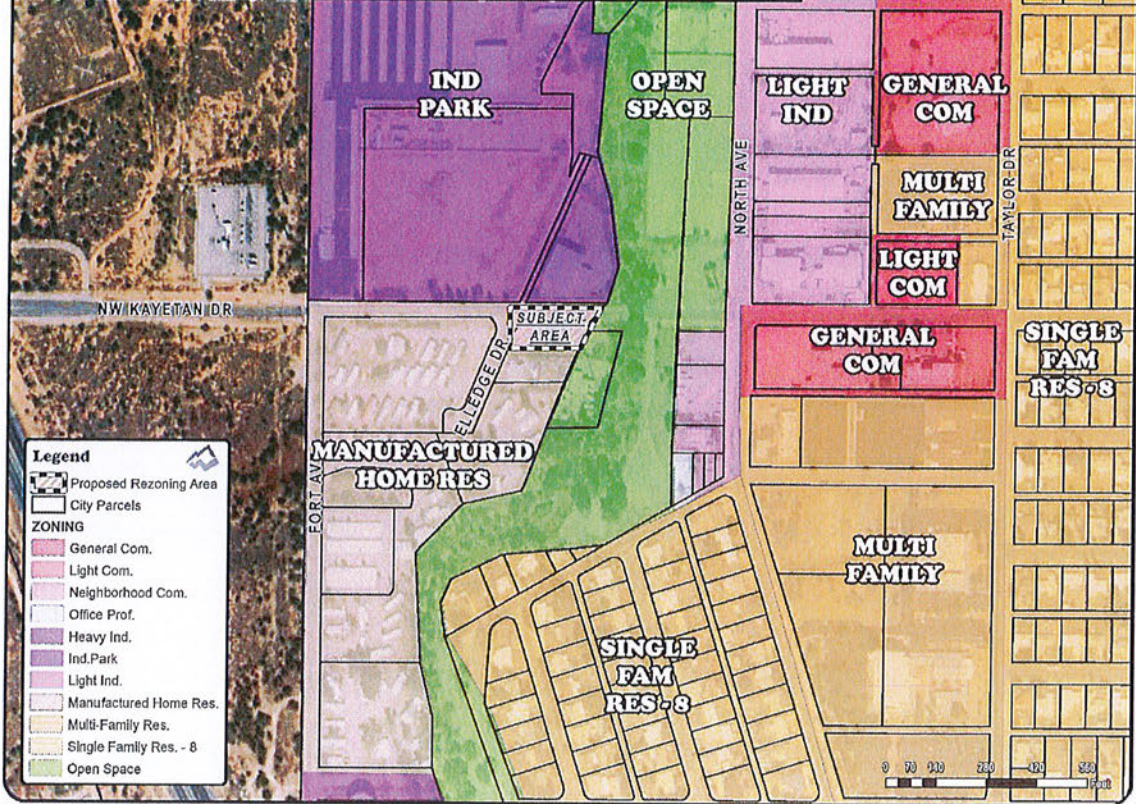 IND
PARK
OPEN
SPACE
LIGHT
IND
GENERAL
COM
NORTH AVE
MULTI
FAMILY
TAYLOR DR
LIGHT
COM
NW KAYETAN DR
SUBJECT
AREA
GENERAL
COM
SINGLE
FAM
RES - 8
ELLEDGE DR
MANUFACTURED
HOME RES
FORT AVE
MULTI
FAMILY
SINGLE
FAM
RES - 8
Legend
Proposed Rezoning Area
City Parcels
ZONING
General Com.
Light Com.
Neighborhood Com.
Office Prof.
Heavy Ind.
Ind.Park
Light Ind.
Manufactured Home Res.
Multi-Family Res.
Single Family Res. - 8
Open Space
0 70 140 280 420 560
Feet